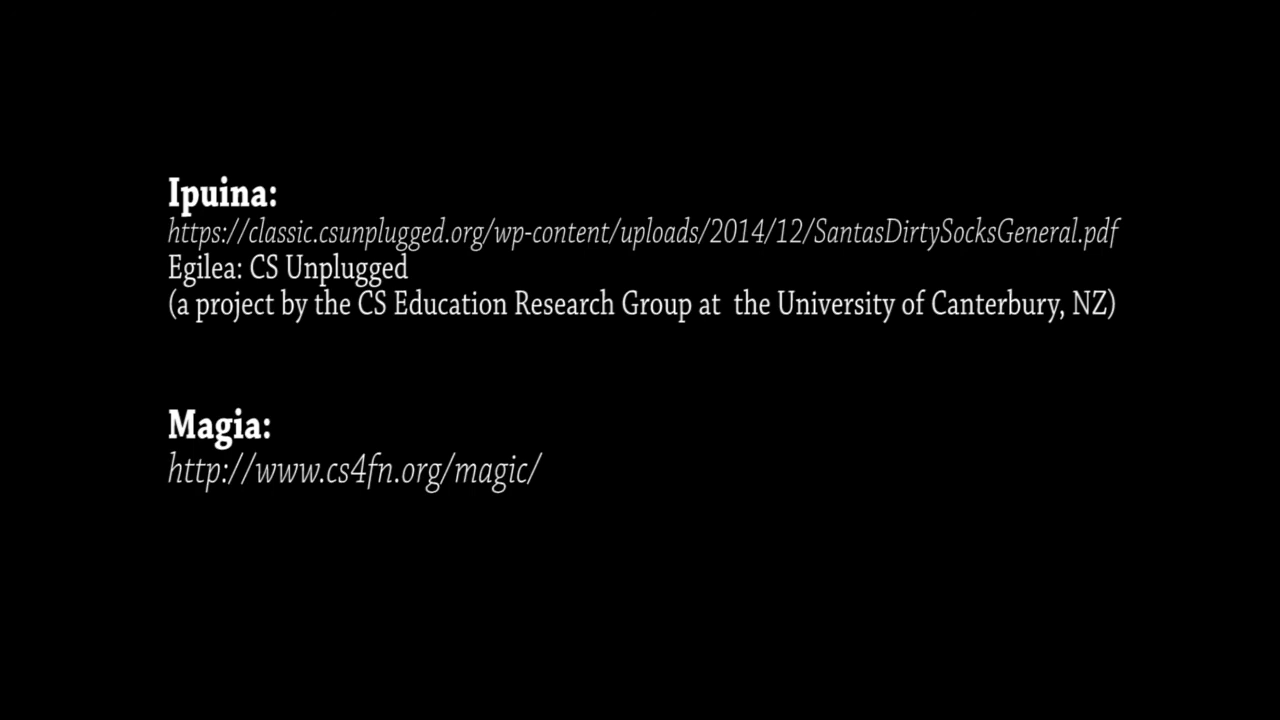 Ipuina:
https://classic.csunplugged.org/wp-content/uploads/2014/12/SantasDirtySocksGeneral.pdf
Egilea: CS Unplugged
(a project by the CS Education Research Group at  the University of Canterbury, NZ)
Magia:
http://www.cs4fn.org/magic/